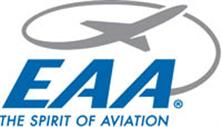 EAA®
THE SPIRIT OF AVIATION